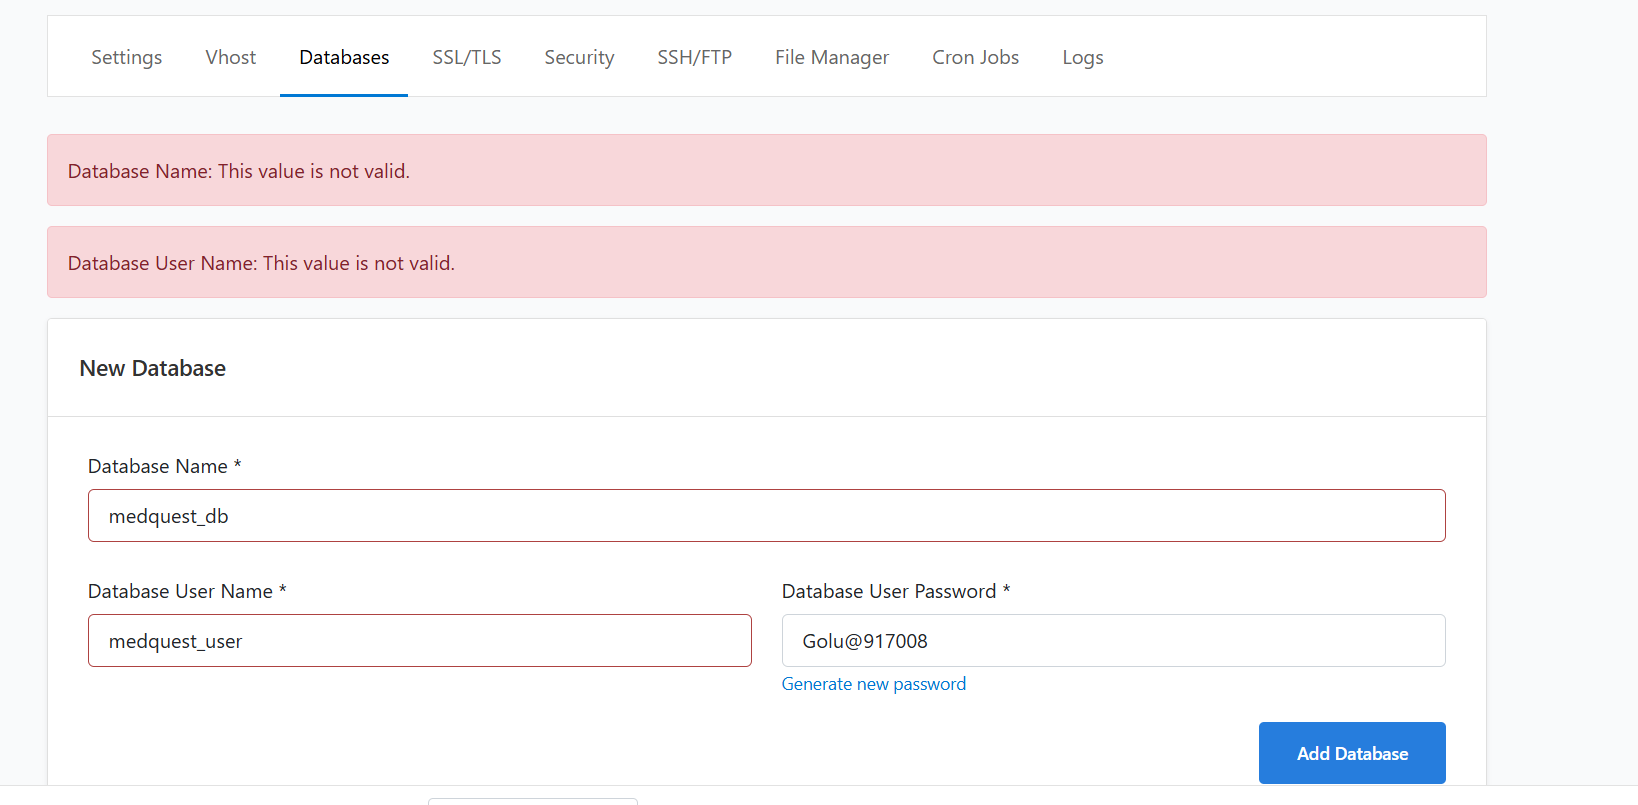 Settings Vhost Databases SSL/TLS Security SSH/FTP File Manager Cron Jobs Logs
Database Name: This value is not valid.
Database User Name: This value is not valid.
New Database
Database Name *
medquest_db
Database User Name * Database User Password *
medquest_user Golu@917008
Generate new password
Add Database